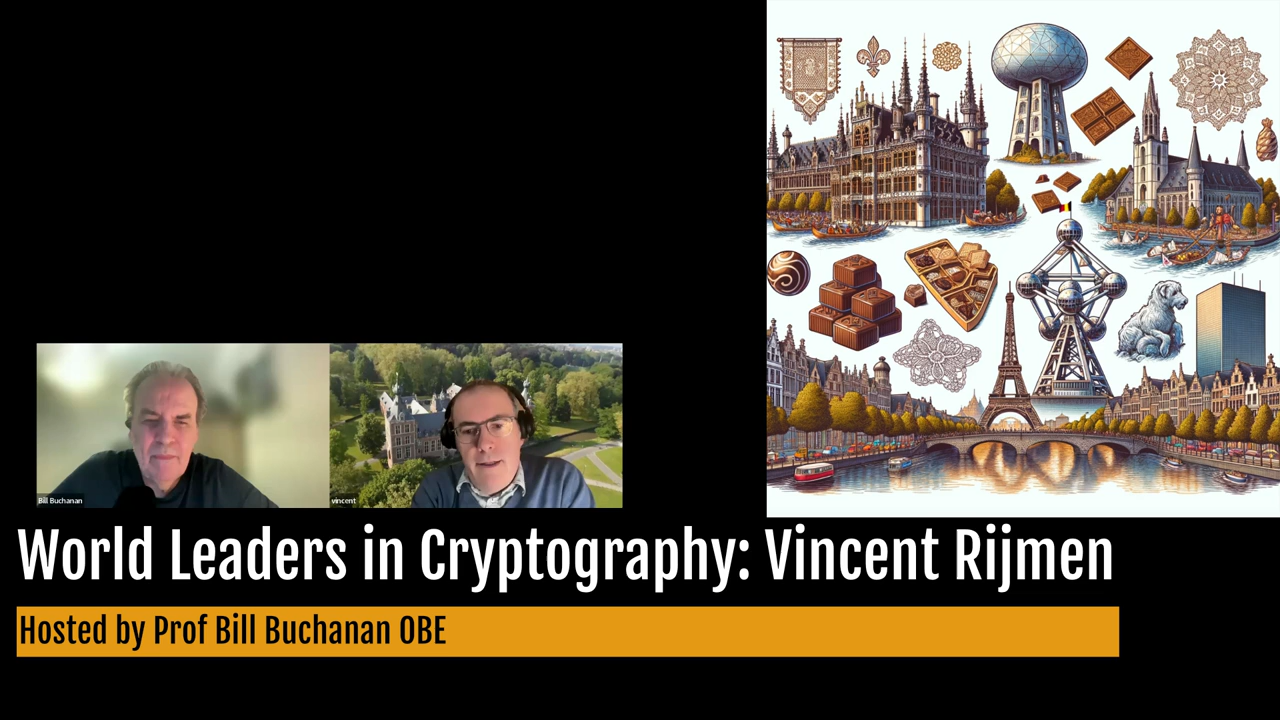 Bill Buchanan
vincent
World Leaders in Cryptography: Vincent Rijmen
Hosted by Prof Bill Buchanan OBE